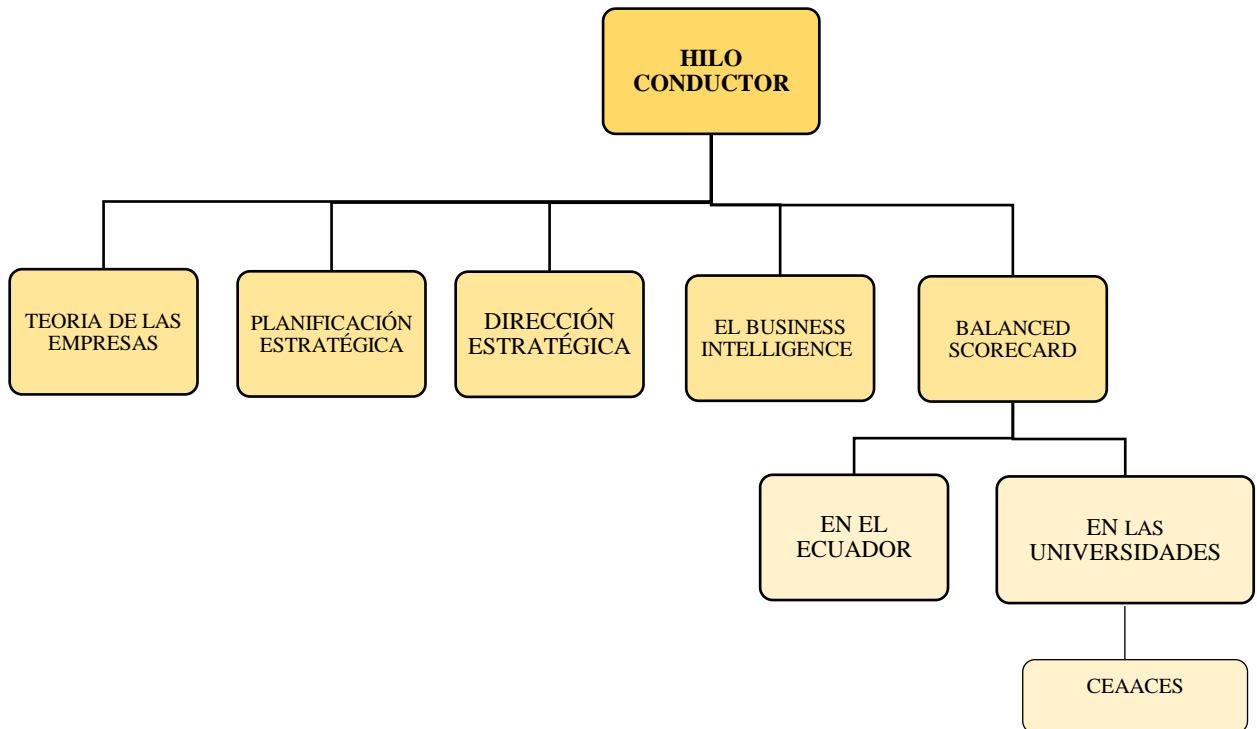 HILO
CONDUCTOR
TEORIA DE LAS
EMPRESAS
PLANIFICACIÓN
ESTRATÉGICA
DIRECCIÓN
ESTRATÉGICA
EL BUSINESS
INTELLIGENCE
BALANCED
SCORECARD
EN EL
ECUADOR
EN LAS
UNIVERSIDADES
CEAACES